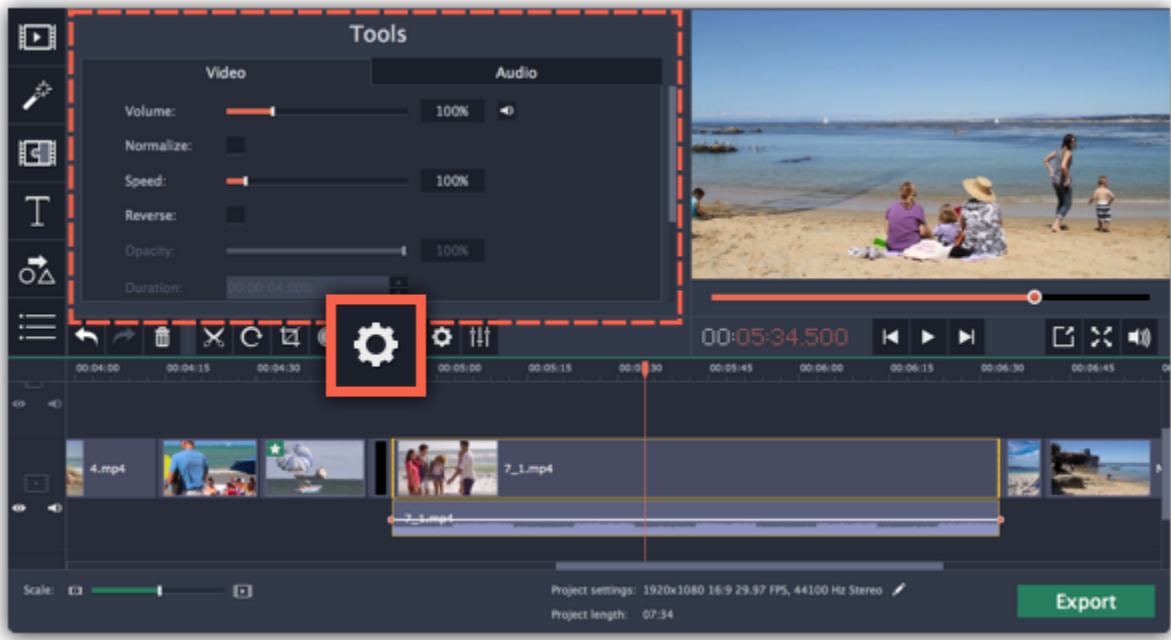 Tools
Video Audio
Volume: 100%
Normalize:
Speed: 100%
Reverse:
Opacity: 100%
Duration: 00:00:04.000
T
00:05:34.500
00:04:00 00:04:15 00:04:30 00:05:00 00:05:15 00:05:45 00:06:00 00:06:15 00:06:30 00:06:45
4.mp4 7_1.mp4
7_1.mp4
Scale:
Project settings: 1920x1080 16:9 29.97 FPS, 44100 Hz Stereo
Project length: 07:34
Export